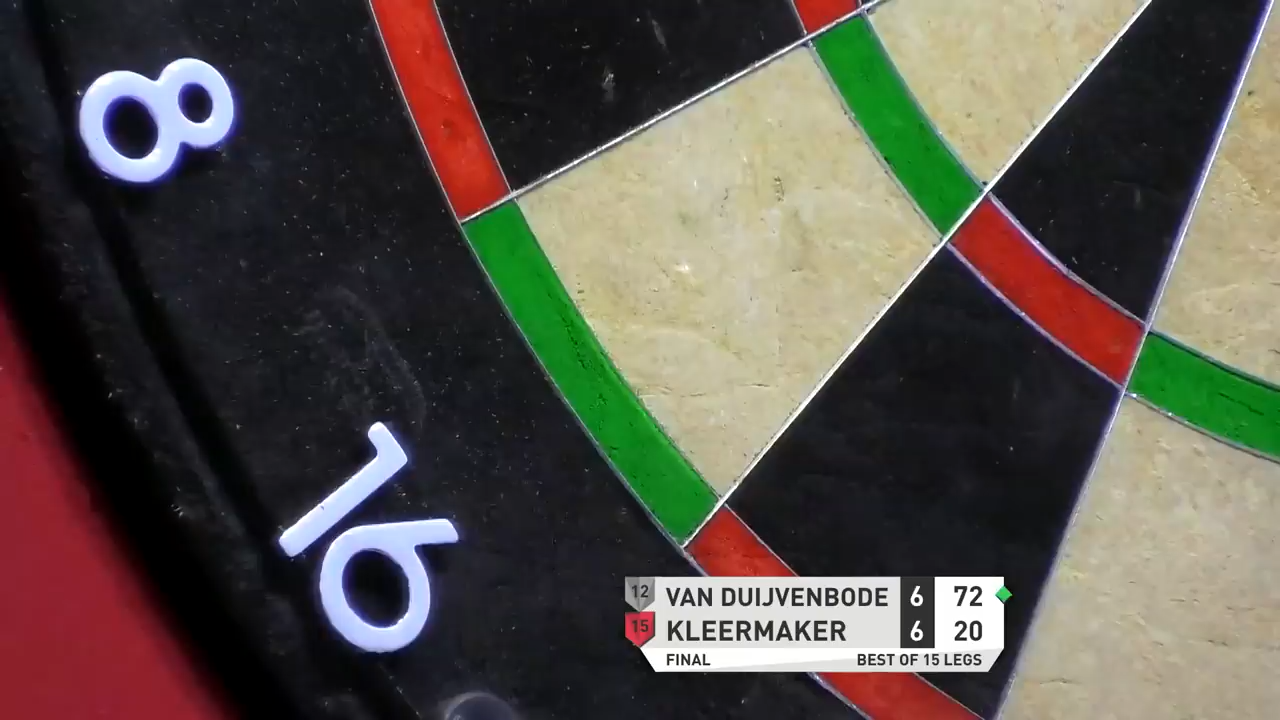 8
16
12 VAN DUIJVENBODE 6 72
15 KLEERMAKER 6 20
FINAL BEST OF 15 LEGS